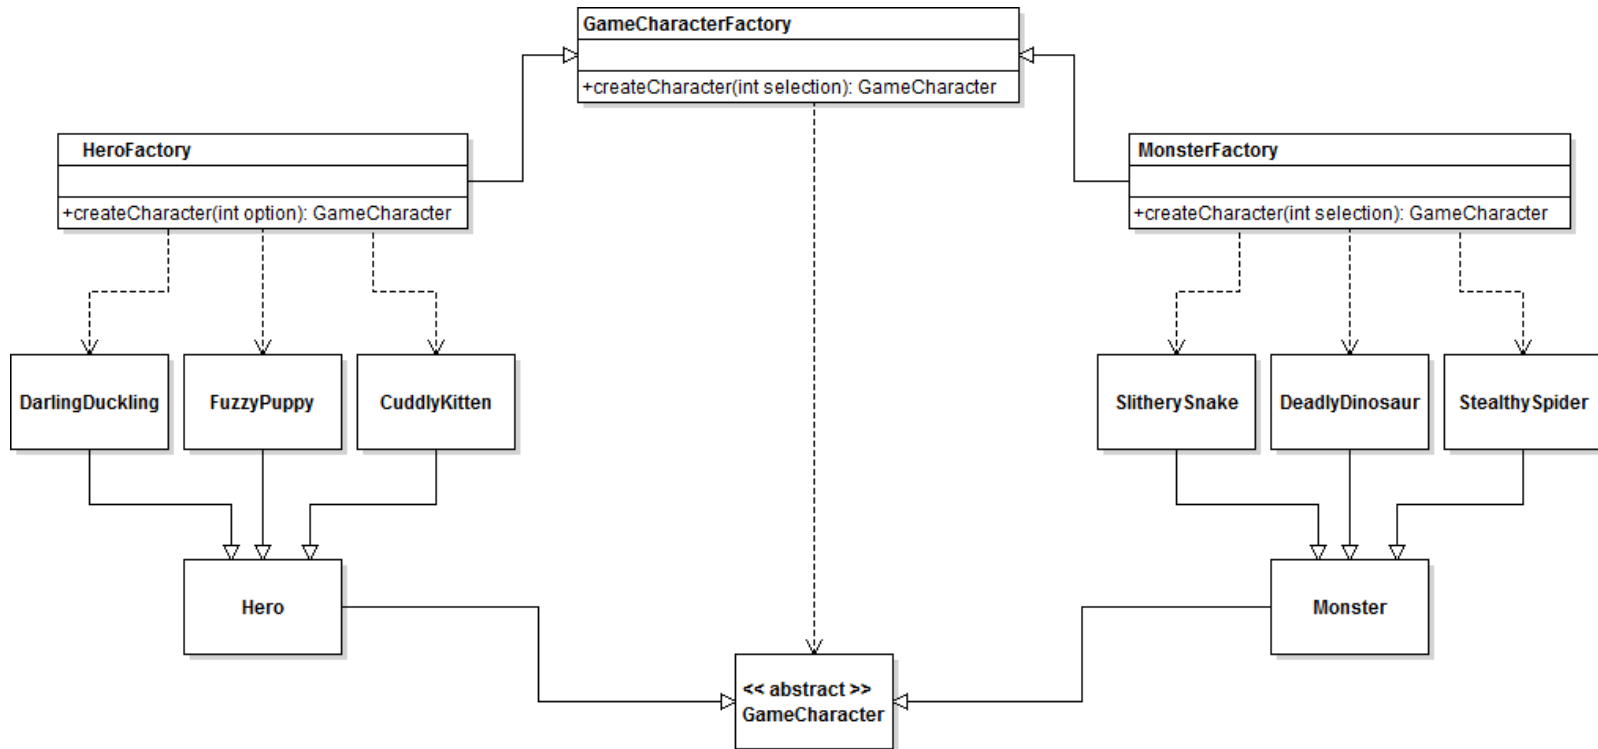 GameCharacterFactory
+createCharacter(int selection): GameCharacter
HeroFactory
+createCharacter(int option): GameCharacter
MonsterFactory
+createCharacter(int selection): GameCharacter
DarlingDuckling
FuzzyPuppy
CuddlyKitten
SlitherySnake
DeadlyDinosaur
StealthySpider
Hero
Monster
<< abstract >>
GameCharacter